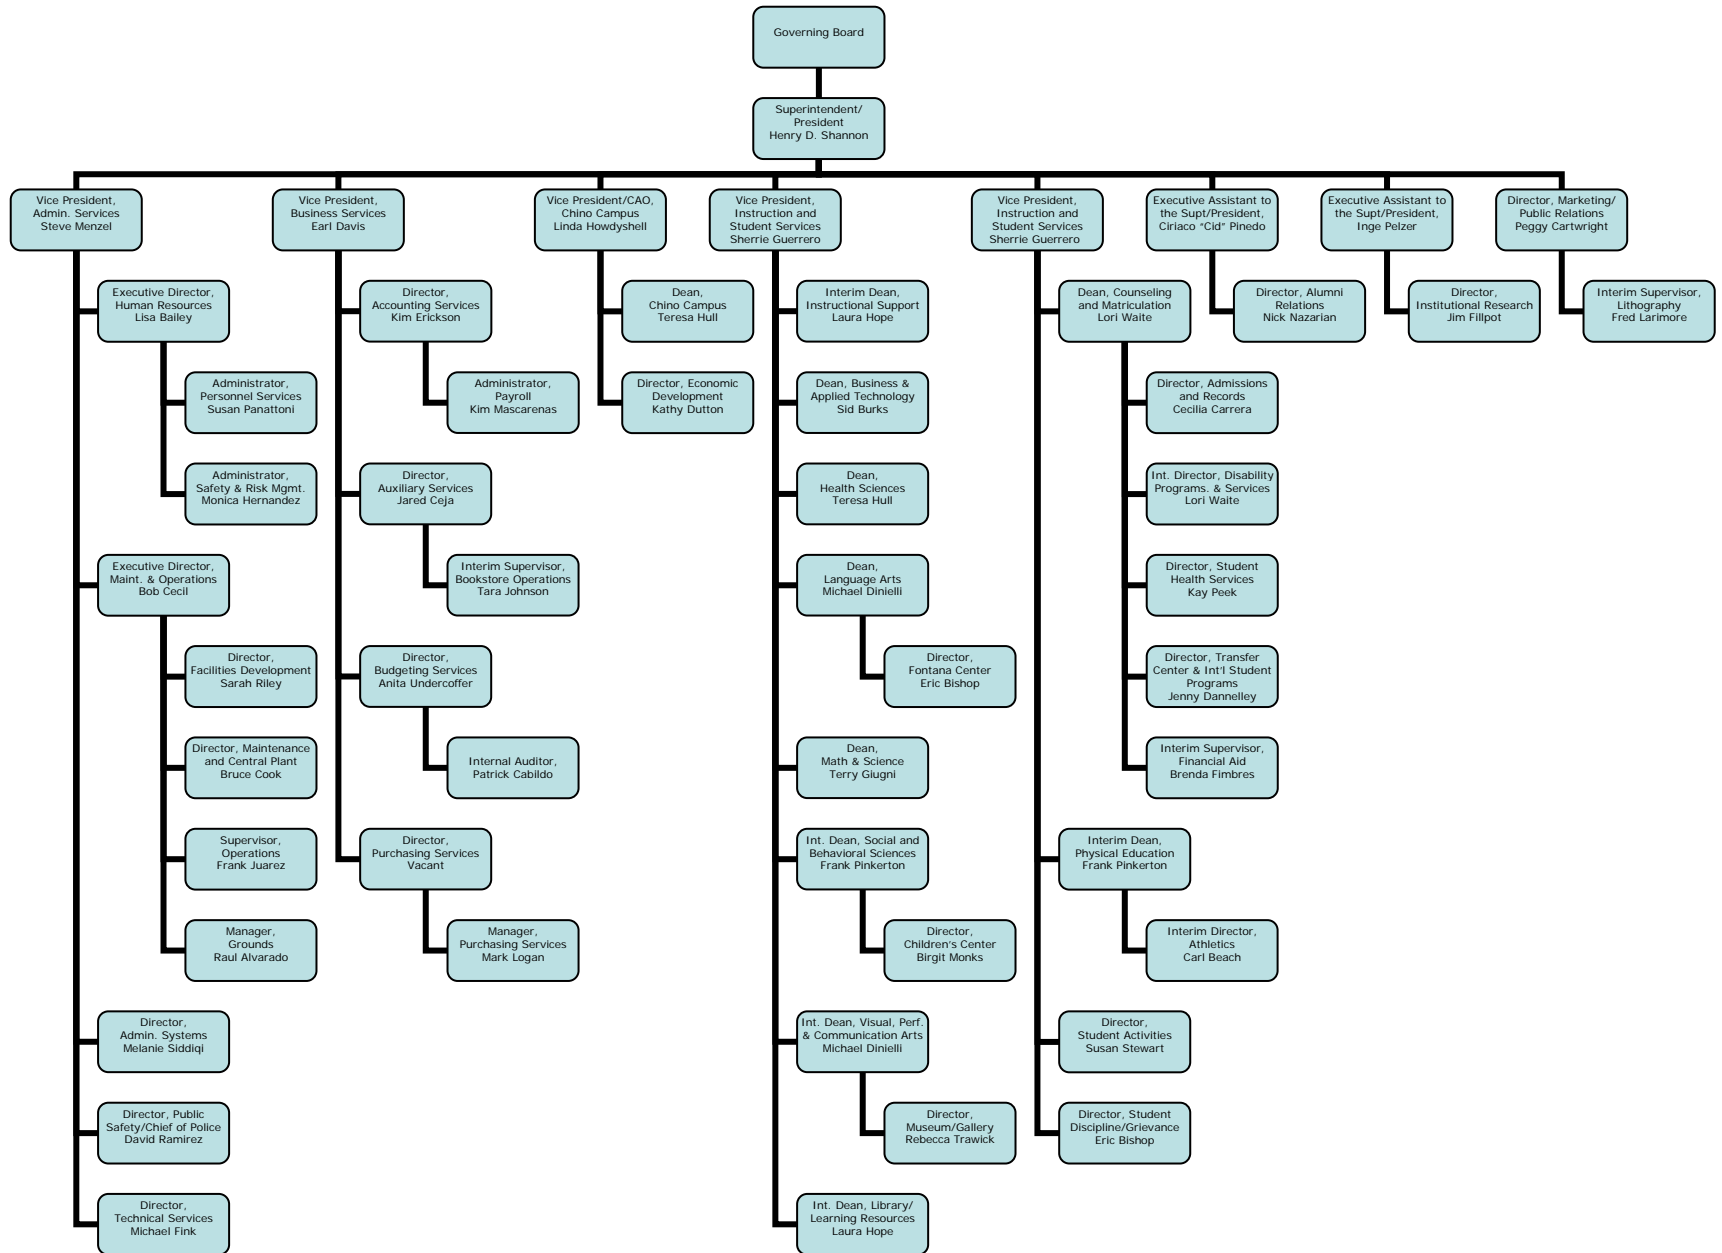 Governing Board
Superintendent/
President
Henry D. Shannon
Vice President,
Admin. Services
Steve Menzel
Vice President,
Business Services
Earl Davis
Vice President/CAO,
Chino Campus
Linda Howdyshell
Vice President,
Instruction and
Student Services
Sherrie Guerrero
Vice President,
Instruction and
Student Services
Sherrie Guerrero
Executive Assistant to
the Supt/President,
Ciriaco “Cid” Pinedo
Executive Assistant to
the Supt/President,
Inge Pelzer
Director, Marketing/
Public Relations
Peggy Cartwright
Executive Director,
Human Resources
Lisa Bailey
Director,
Accounting Services
Kim Erickson
Dean,
Chino Campus
Teresa Hull
Interim Dean,
Instructional Support
Laura Hope
Dean, Counseling
and Matriculation
Lori Waite
Director, Alumni
Relations
Nick Nazarian
Director,
Institutional Research
Jim Fillpot
Interim Supervisor,
Lithography
Fred Larimore
Administrator,
Personnel Services
Susan Panattoni
Administrator,
Payroll
Kim Mascarenas
Director, Economic
Development
Kathy Dutton
Dean, Business &
Applied Technology
Sid Burks
Director, Admissions
and Records
Cecilia Carrera
Administrator,
Safety & Risk Mgmt.
Monica Hernandez
Director,
Auxiliary Services
Jared Ceja
Dean,
Health Sciences
Teresa Hull
Int. Director, Disability
Programs. & Services
Lori Waite
Executive Director,
Maint. & Operations
Bob Cecil
Interim Supervisor,
Bookstore Operations
Tara Johnson
Dean,
Language Arts
Michael Dinielli
Director, Student
Health Services
Kay Peek
Director,
Facilities Development
Sarah Riley
Director,
Budgeting Services
Anita Undercoffer
Director,
Fontana Center
Eric Bishop
Director, Transfer
Center & Int’l Student
Programs
Jenny Dannelley
Director, Maintenance
and Central Plant
Bruce Cook
Internal Auditor,
Patrick Cabildo
Dean,
Math & Science
Terry Giugni
Interim Supervisor,
Financial Aid
Brenda Fimbres
Supervisor,
Operations
Frank Juarez
Director,
Purchasing Services
Vacant
Int. Dean, Social and
Behavioral Sciences
Frank Pinkerton
Interim Dean,
Physical Education
Frank Pinkerton
Manager,
Grounds
Raul Alvarado
Manager,
Purchasing Services
Mark Logan
Director,
Children’s Center
Birgit Monks
Interim Director,
Athletics
Carl Beach
Director,
Admin. Systems
Melanie Siddiqi
Int. Dean, Visual, Perf.
& Communication Arts
Michael Dinielli
Director,
Student Activities
Susan Stewart
Director, Public
Safety/Chief of Police
David Ramirez
Director,
Museum/Gallery
Rebecca Trawick
Director, Student
Discipline/Grievance
Eric Bishop
Director,
Technical Services
Michael Fink
Int. Dean, Library/
Learning Resources
Laura Hope